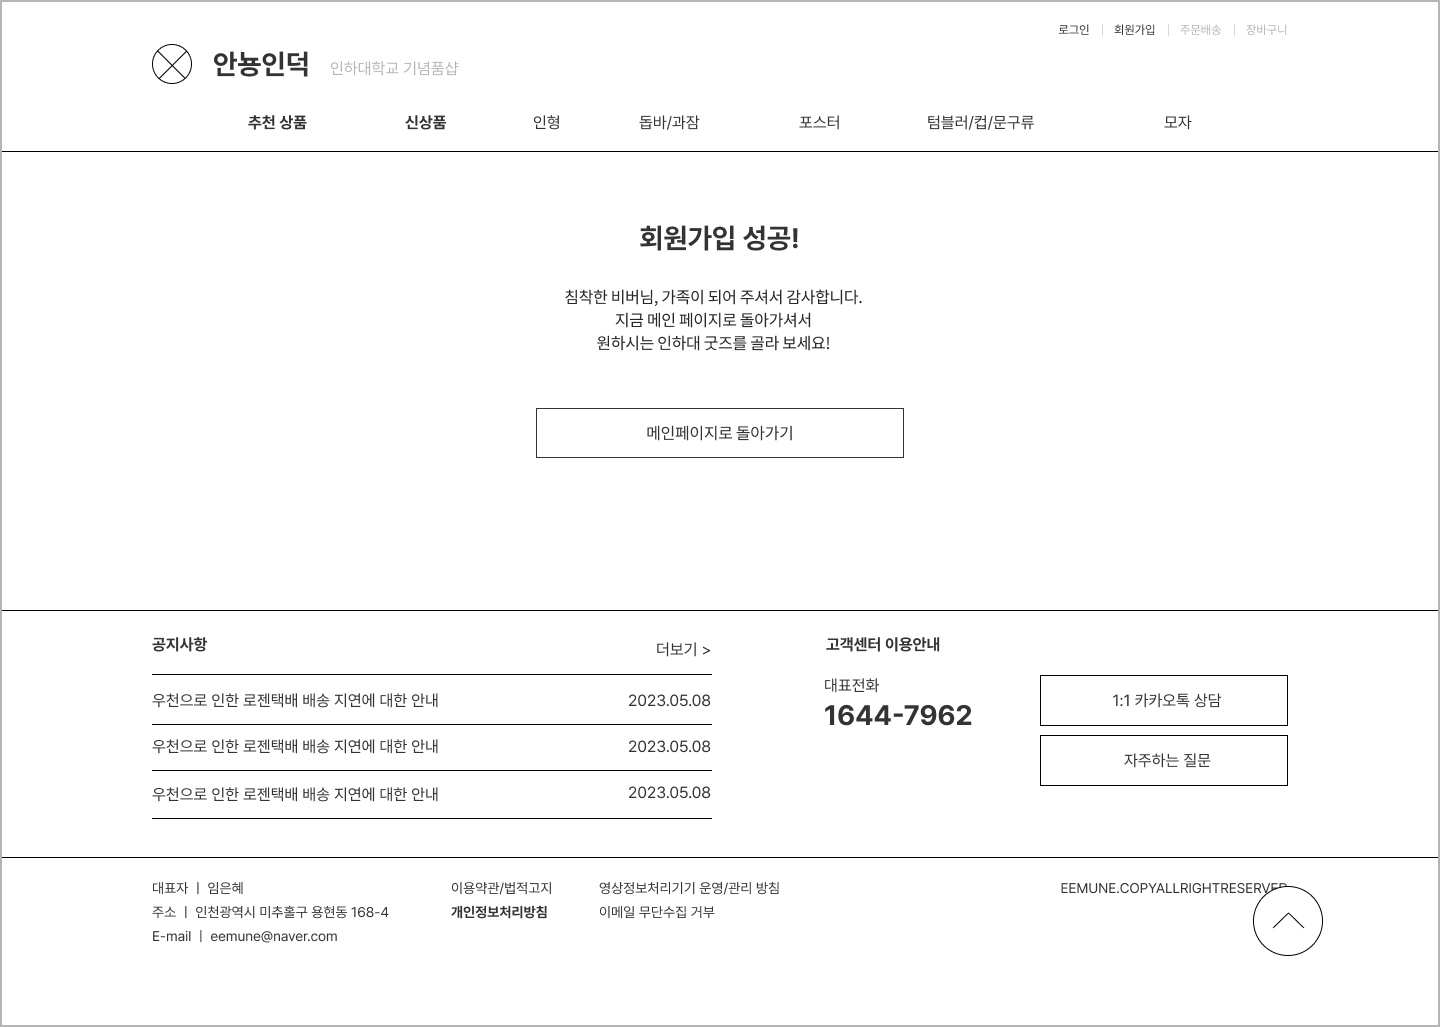 로그인 | 회원가입 | 주문배송 | 장바구니
안뇽인덕 인하대학교 기념품샵
추천 상품 신상품 인형 돕바/과잠 포스터 텀블러/컵/문구류 모자
회원가입 성공!
침착한 비버님, 가족이 되어 주셔서 감사합니다.
지금 메인 페이지로 돌아가셔서
원하시는 인하대 굿즈를 골라 보세요!
메인페이지로 돌아가기
공지사항 더보기 >
우천으로 인한 로젠택배 배송 지연에 대한 안내 2023.05.08
우천으로 인한 로젠택배 배송 지연에 대한 안내 2023.05.08
우천으로 인한 로젠택배 배송 지연에 대한 안내 2023.05.08
고객센터 이용안내
대표전화
1644-7962
1:1 카카오톡 상담
자주하는 질문
대표자 | 임은혜
주소 | 인천광역시 미추홀구 용현동 168-4
E-mail | eemune@naver.com
이용약관/법적고지
개인정보처리방침
영상정보처리기기 운영/관리 방침
이메일 무단수집 거부
EEMUNE.COPYALLRIGHTRESERVED